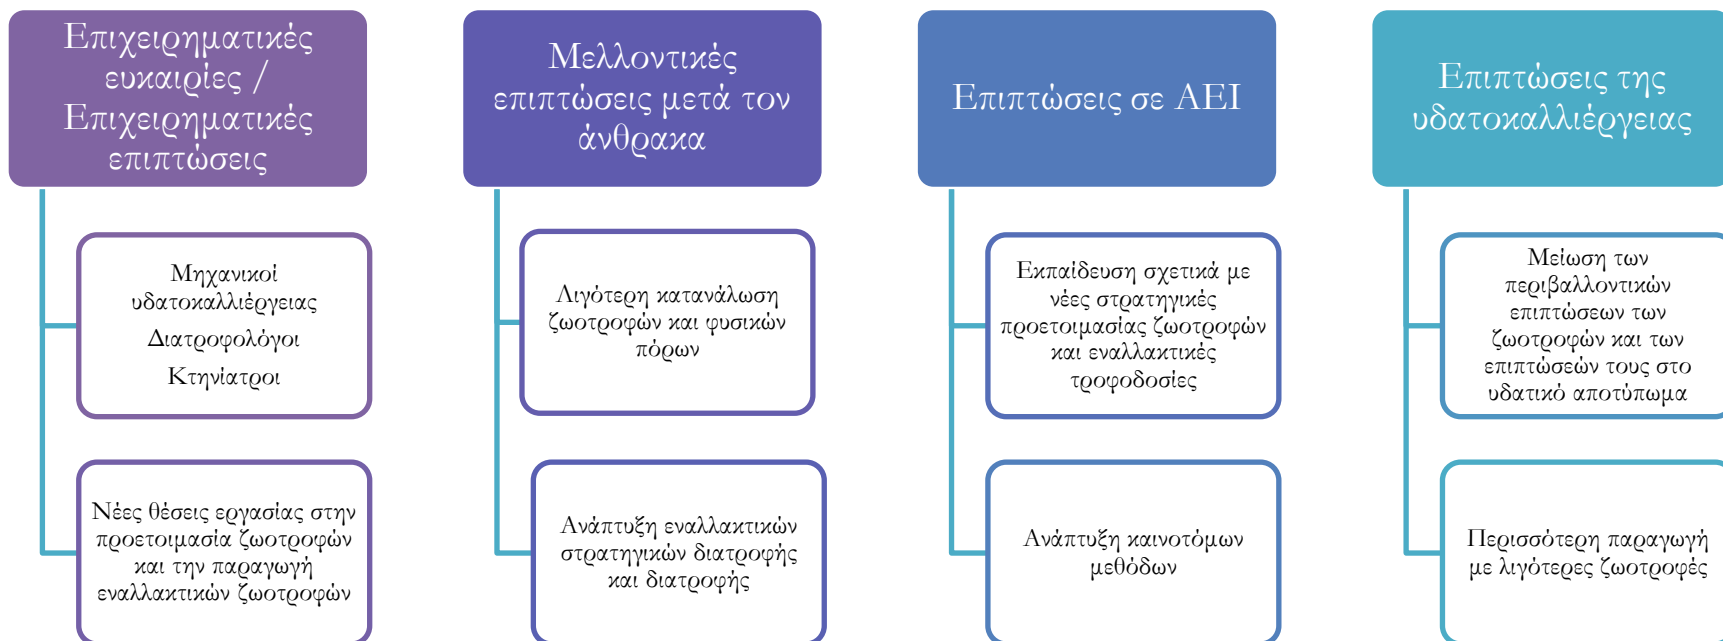 Επιχειρηματικές
ευκαιρίες /
Επιχειρηματικές
επιπτώσεις
Μηχανικοί
υδατοκαλλιέργειας
Διατροφολόγοι
Κτηνίατροι
Νέες θέσεις εργασίας στην
προετοιμασία ζωοτροφών
και την παραγωγή
εναλλακτικών ζωοτροφών
Μελλοντικές
επιπτώσεις μετά τον
άνθρακα
Λιγότερη κατανάλωση
ζωοτροφών και φυσικών
πόρων
Ανάπτυξη εναλλακτικών
στρατηγικών διατροφής
και διατροφής
Επιπτώσεις σε ΑΕΙ
Εκπαίδευση σχετικά με
νέες στρατηγικές
προετοιμασίας ζωοτροφών
και εναλλακτικές
τροφοδοσίες
Ανάπτυξη καινοτόμων
μεθόδων
Επιπτώσεις της
υδατοκαλλιέργειας
Μείωση των
περιβαλλοντικών
επιπτώσεων των
ζωοτροφών και των
επιπτώσεών τους στο
υδατικό αποτύπωμα
Περισσότερη παραγωγή
με λιγότερες ζωοτροφές